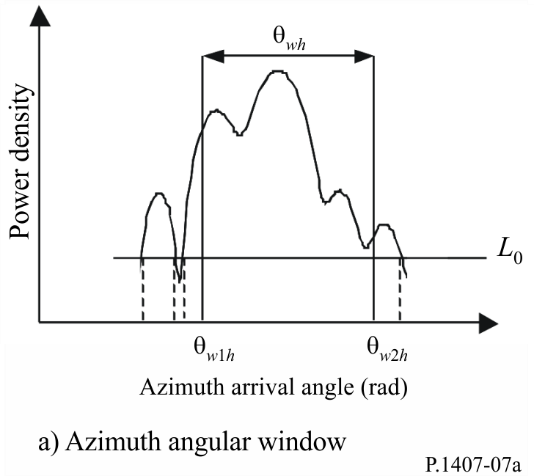 θwh
Power density
L0
θw1h
θw2h
Azimuth arrival angle (rad)
a) Azimuth angular window
P.1407-07a